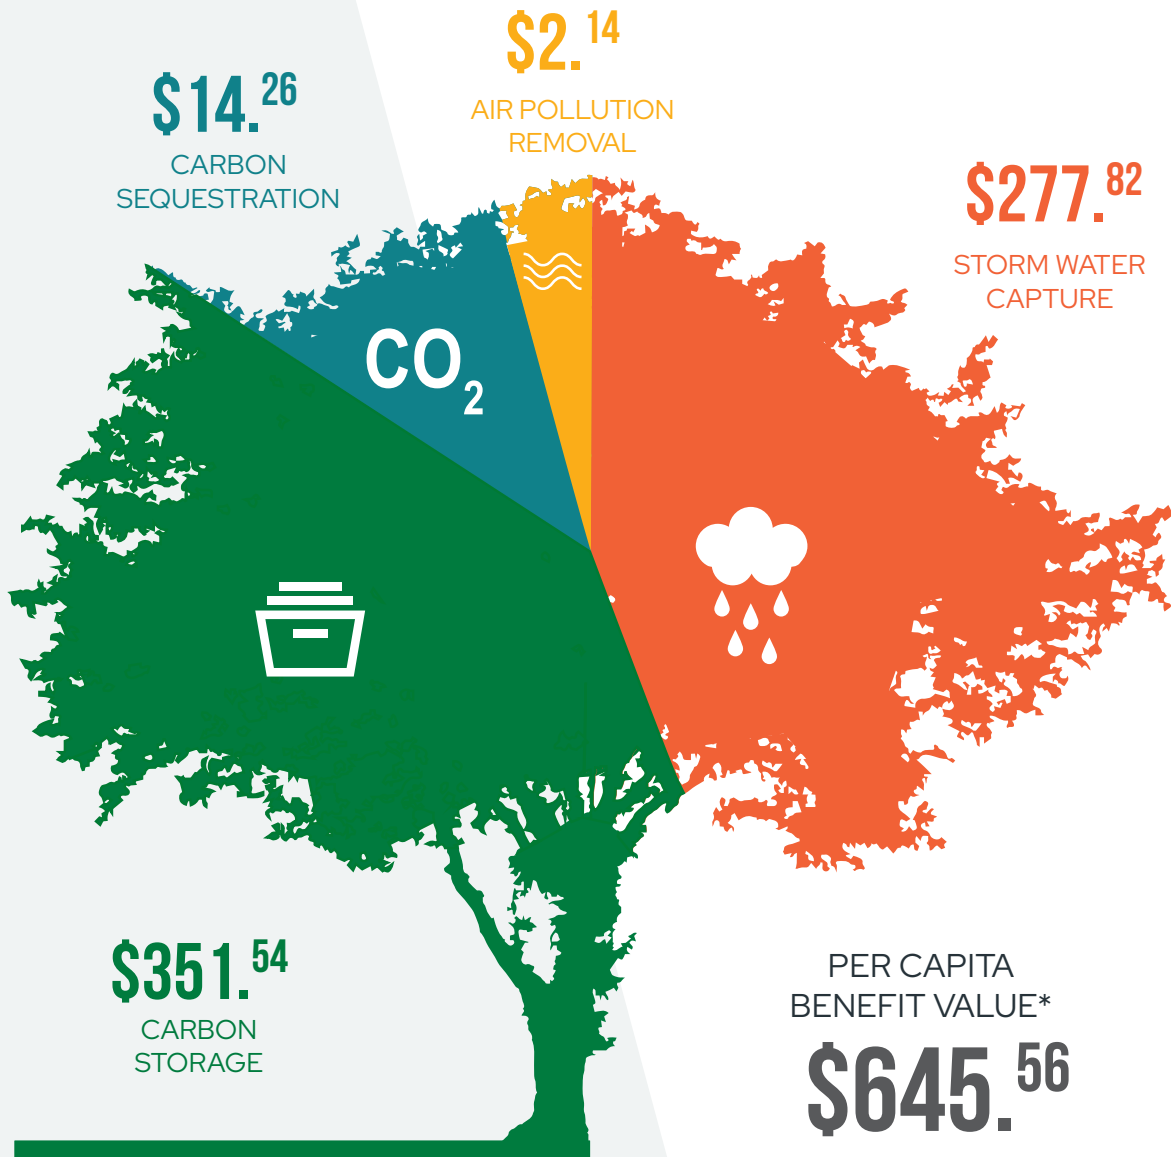 $2.14
AIR POLLUTION
REMOVAL
$14.26
CARBON
SEQUESTRATION
$277.82
STORM WATER
CAPTURE
CO2
$351.54
CARBON
STORAGE
PER CAPITA
BENEFIT VALUE*
$645.56